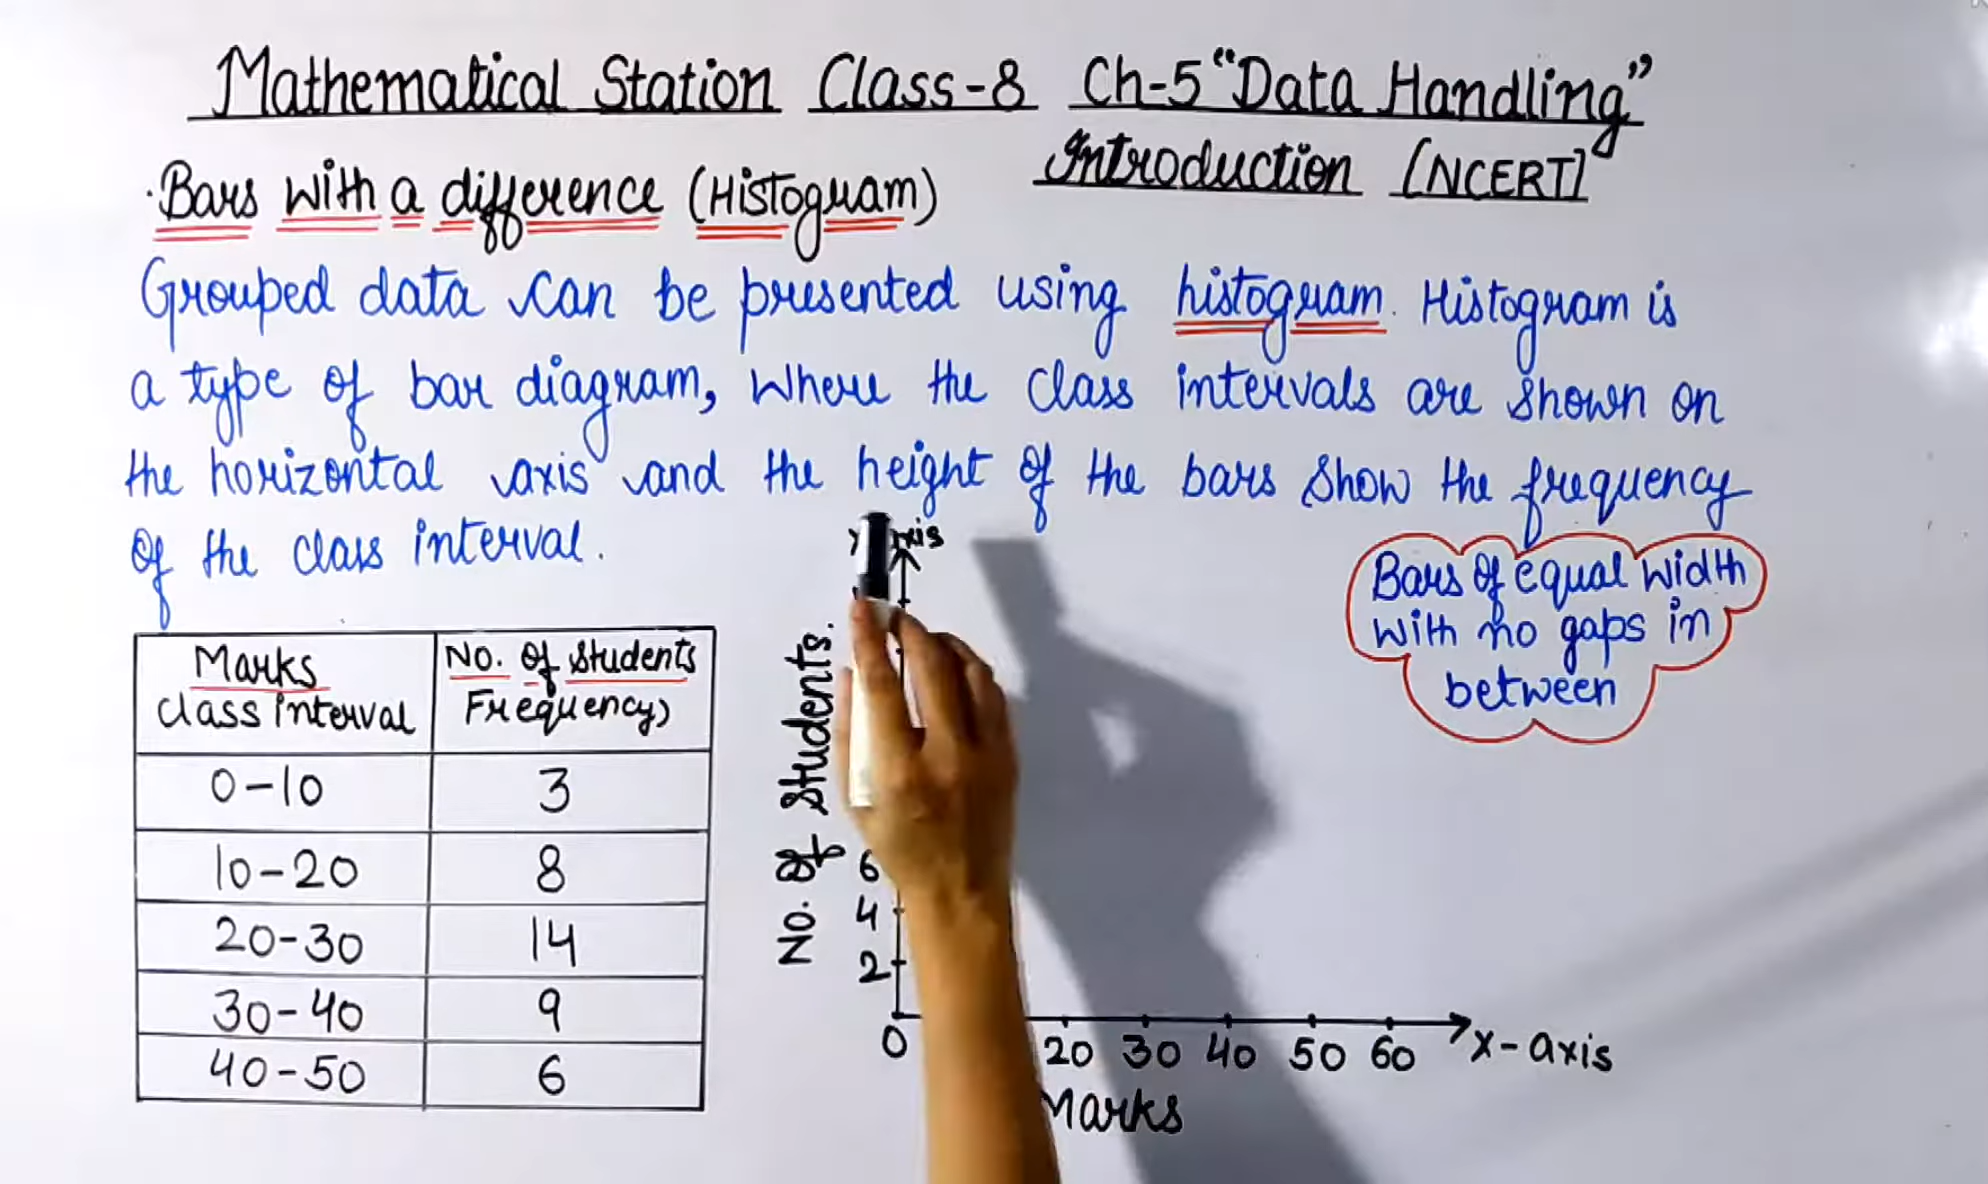 Mathematical Station Class-8 Ch-5 "Data Handling"
Introduction [NCERT]
. Bars with a difference (Histogram)
Grouped data can be presented using histogram. Histogram is
a type of bar diagram, where the class intervals are shown on
the horizontal axis and the height of the bars show the frequency
of the class interval.
Bars of equal width
with no gaps in
between
Marks
Class interval
No. of students
Frequency)
0-10 3
10-20 8
20-30 14
30-40 9
40-50 6
No. of students.
6
4
2
0 20 30 40 50 60
x-axis
Marks